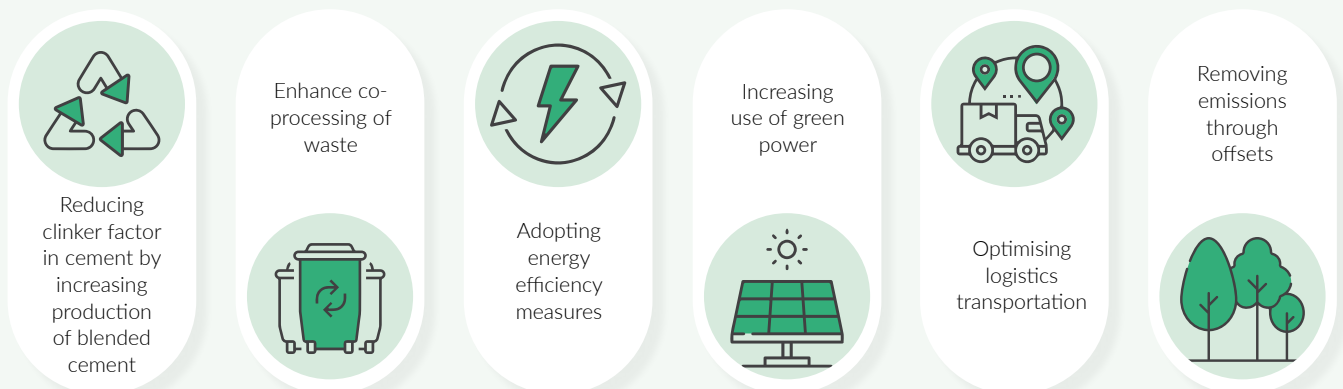 Reducing
clinker factor
in cement by
increasing
production
of blended
cement
Enhance co-
processing of
waste
Adopting
energy
efficiency
measures
Increasing
use of green
power
Optimising
logistics
transportation
Removing
emissions
through
offsets